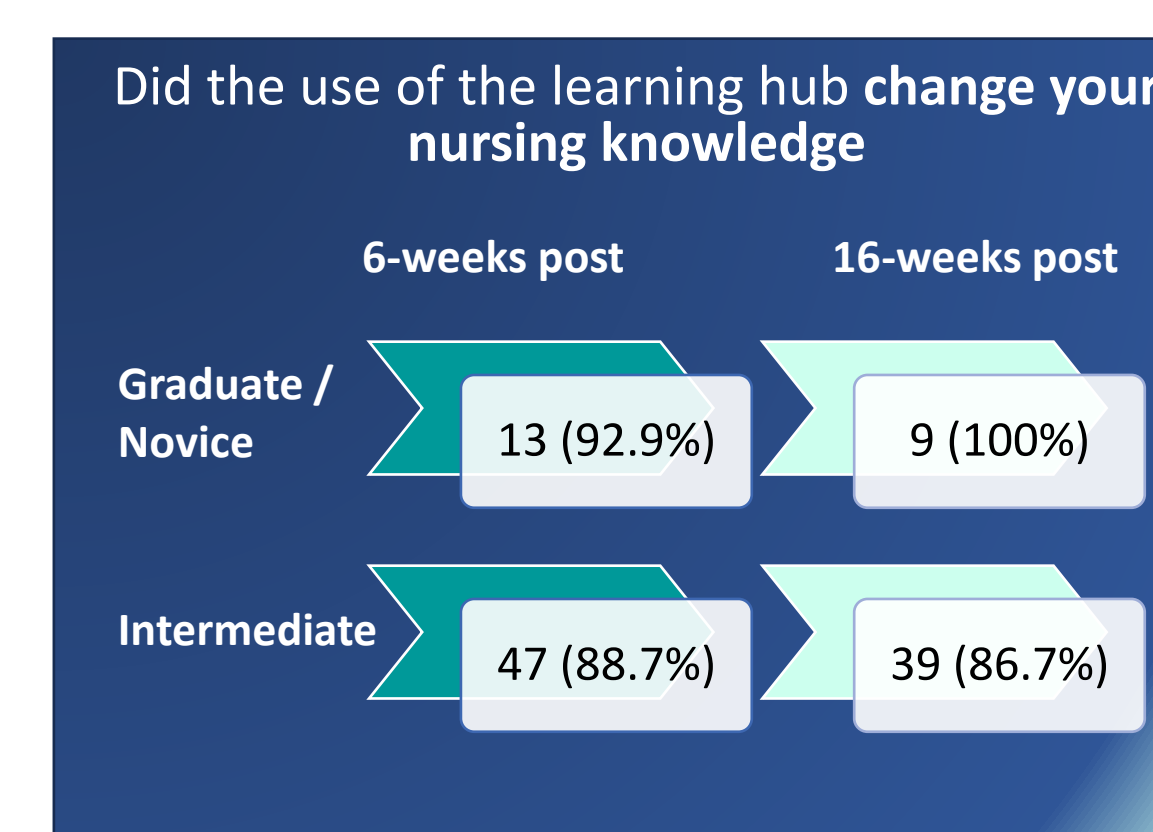 Did the use of the learning hub change your
nursing knowledge
6-weeks post
16-weeks post
Graduate /
Novice
13 (92.9%)
9 (100%)
Intermediate
47 (88.7%)
39 (86.7%)